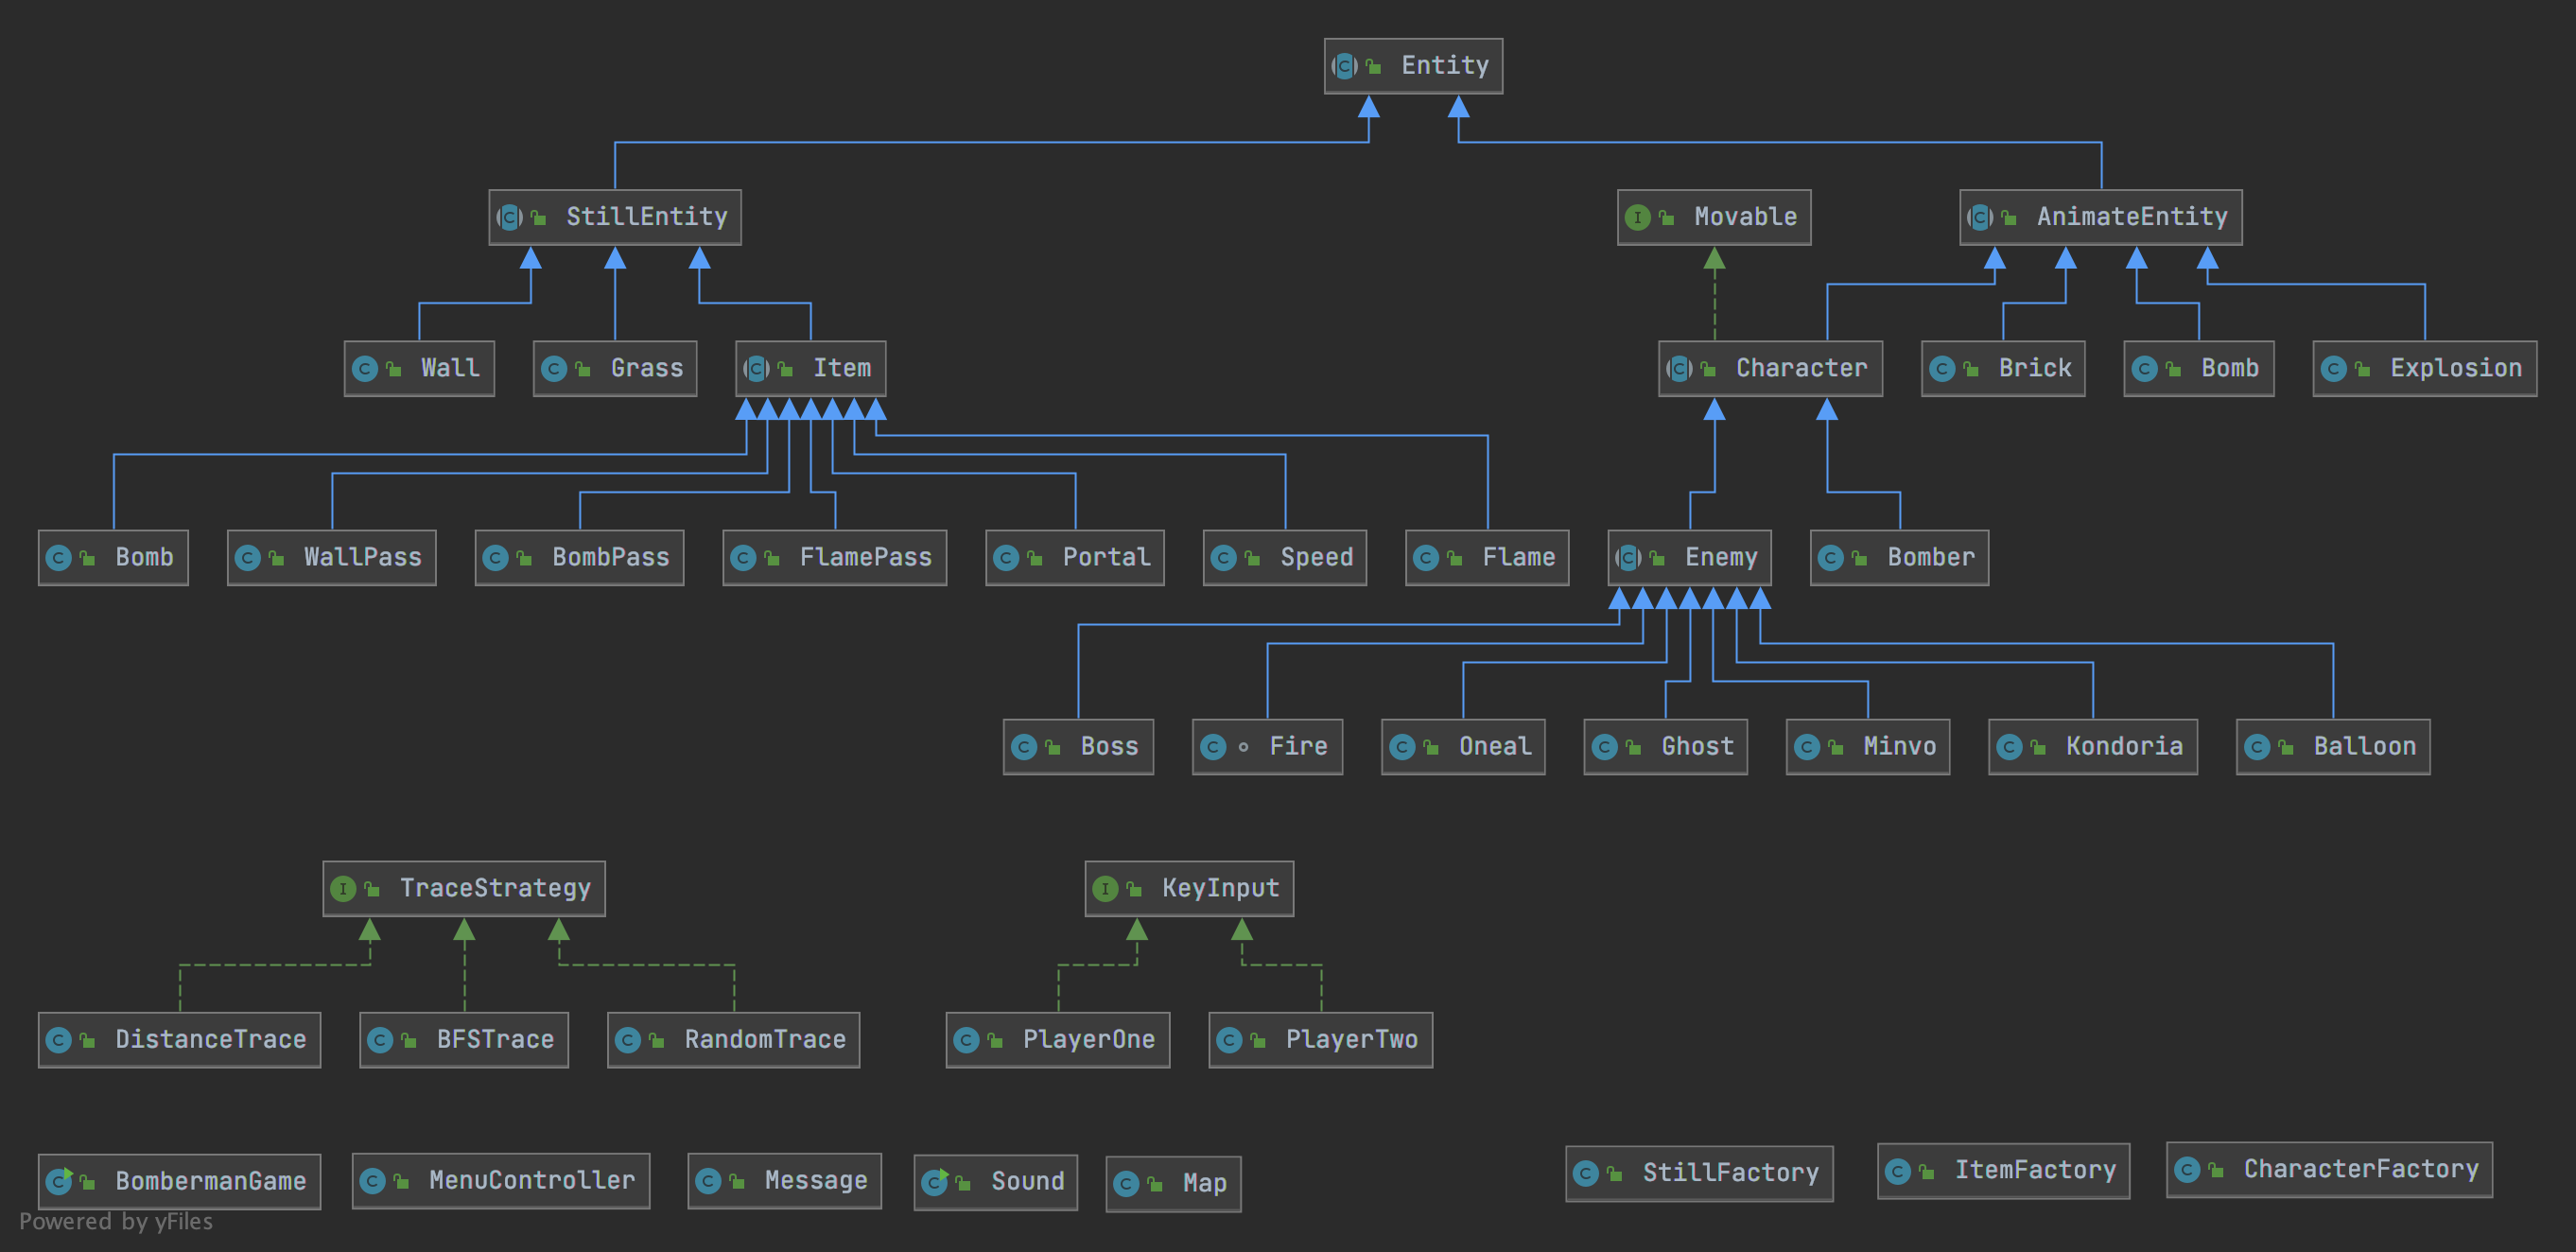 Entity
StillEntity
Movable
AnimateEntity
Wall
Grass
Item
Character
Brick
Bomb
Explosion
Bomb
WallPass
BombPass
FlamePass
Portal
Speed
Flame
Enemy
Bomber
Boss
Fire
Oneal
Ghost
Minvo
Kondoria
Balloon
TraceStrategy
KeyInput
DistanceTrace
BFSTrace
RandomTrace
PlayerOne
PlayerTwo
BombermanGame
MenuController
Message
Sound
Map
StillFactory
ItemFactory
CharacterFactory
Powered by yFiles